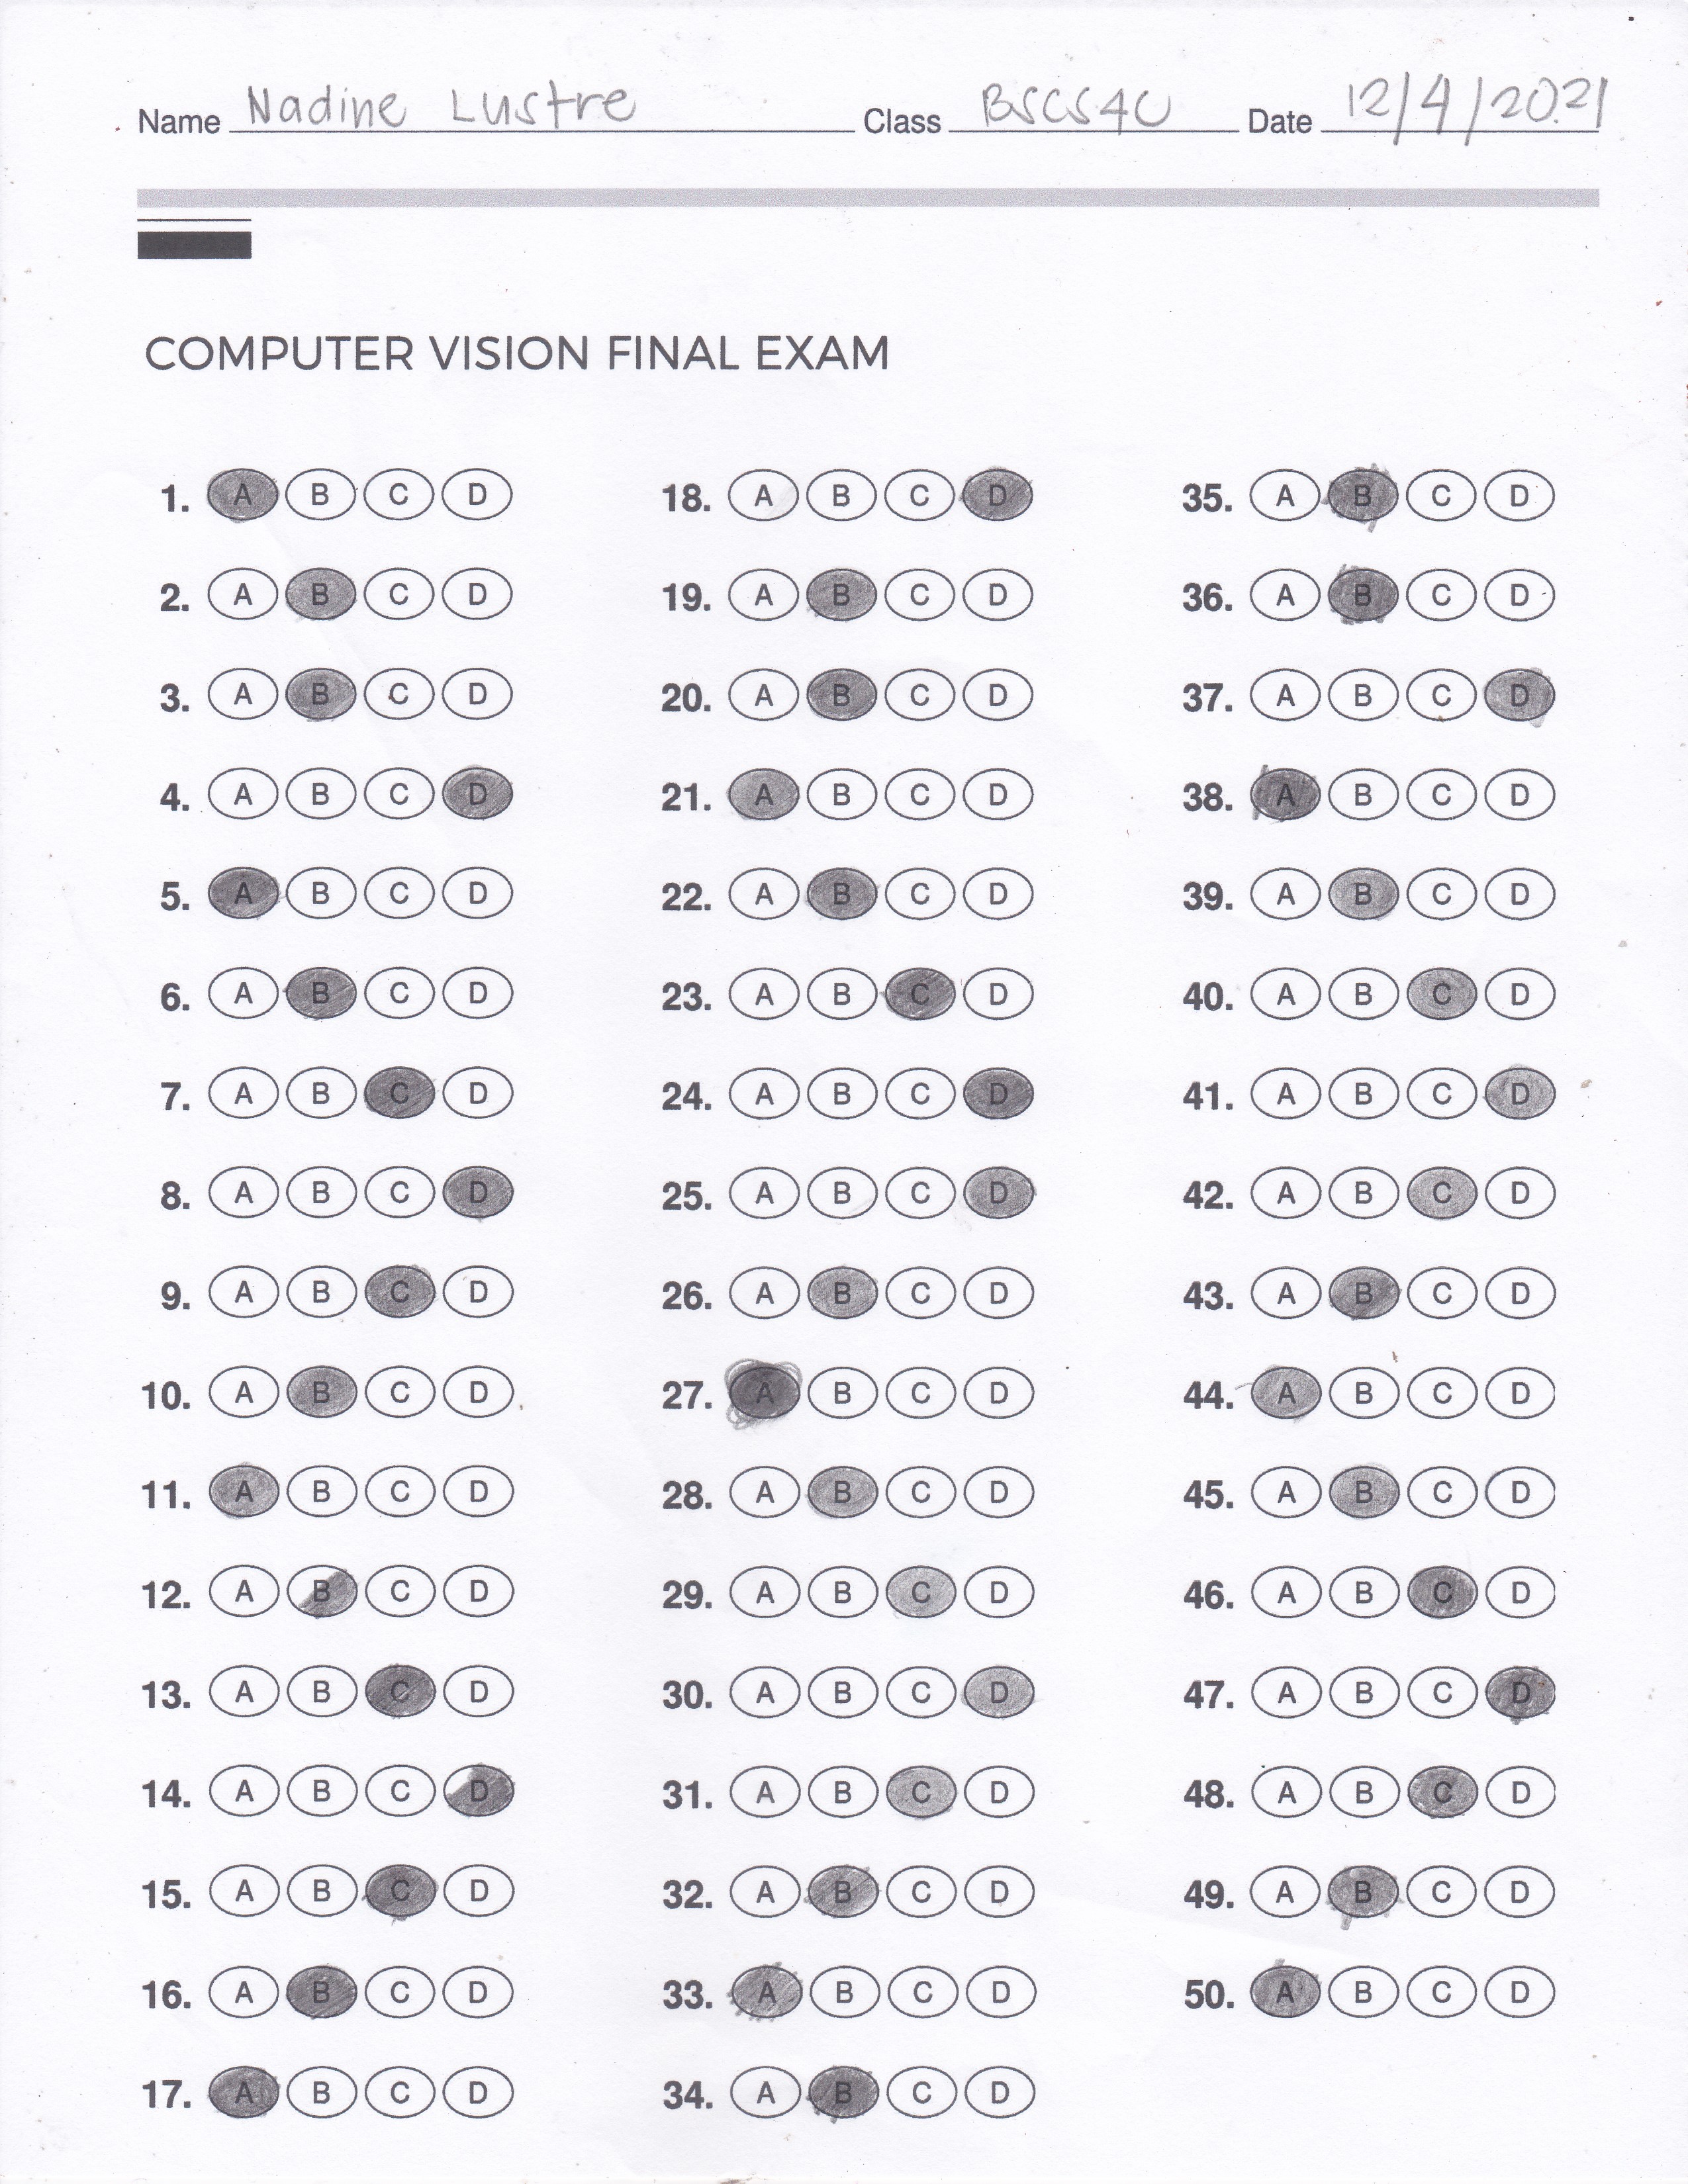 Name Nadine Lustre Class BSCS4C Date 12/4/2021
COMPUTER VISION FINAL EXAM
1. A B C D 18. A B C D 35. A B C D
2. A B C D 19. A B C D 36. A B C D
3. A B C D 20. A B C D 37. A B C D
4. A B C D 21. A B C D 38. A B C D
5. A B C D 22. A B C D 39. A B C D
6. A B C D 23. A B C D 40. A B C D
7. A B C D 24. A B C D 41. A B C D
8. A B C D 25. A B C D 42. A B C D
9. A B C D 26. A B C D 43. A B C D
10. A B C D 27. A B C D 44. A B C D
11. A B C D 28. A B C D 45. A B C D
12. A B C D 29. A B C D 46. A B C D
13. A B C D 30. A B C D 47. A B C D
14. A B C D 31. A B C D 48. A B C D
15. A B C D 32. A B C D 49. A B C D
16. A B C D 33. A B C D 50. A B C D
17. A B C D 34. A B C D